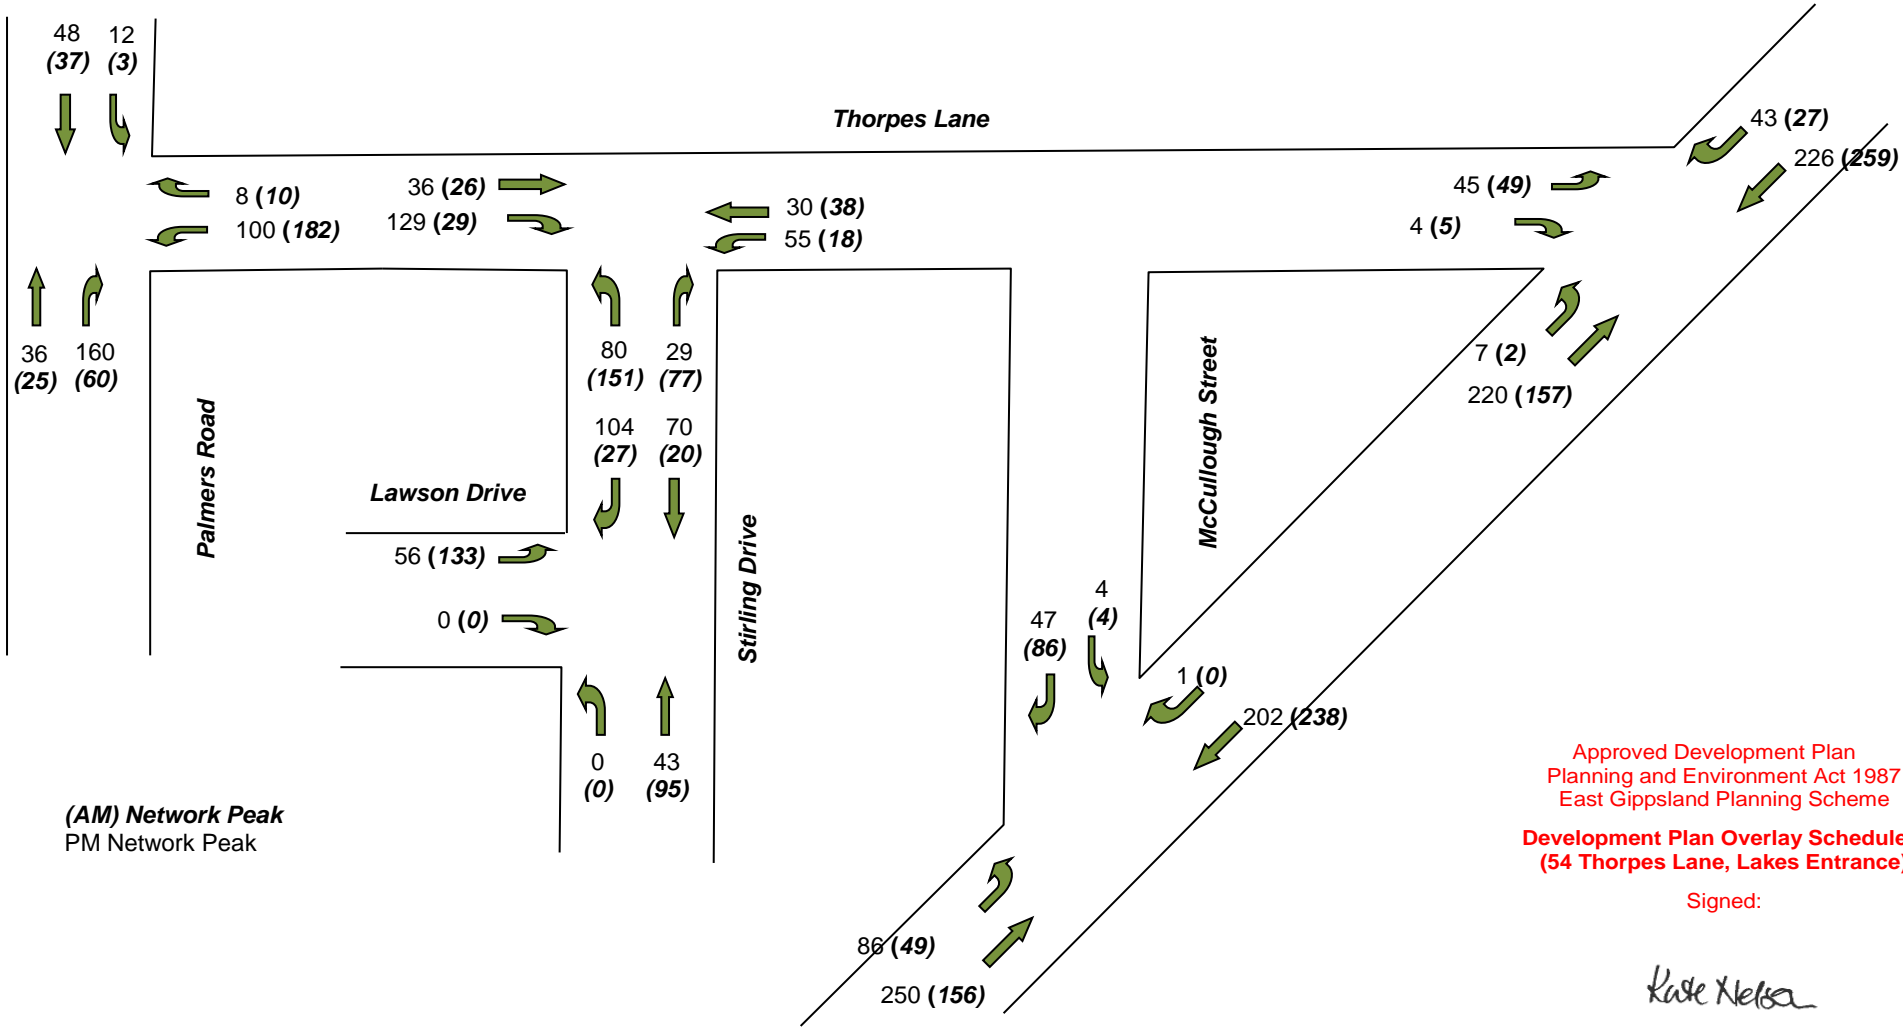 48 12
(37) (3)
Thorpes Lane
43 (27)
226 (259)
8 (10)
36 (26)
45 (49)
100 (182)
129 (29)
30 (38)
4 (5)
55 (18)
36 160
(25) (60)
80 29
(151) (77)
7 (2)
220 (157)
Palmers Road
104 70
(27) (20)
McCullough Street
Lawson Drive
Stirling Drive
56 (133)
0 (0)
47
(86)
4
(4)
1 (0)
202 (238)
0 43
(0) (95)
(AM) Network Peak
PM Network Peak
Approved Development Plan
Planning and Environment Act 1987
East Gippsland Planning Scheme
Development Plan Overlay Schedule
(54 Thorpes Lane, Lakes Entrance)
Signed:
86 (49)
250 (156)
Kate Nelson